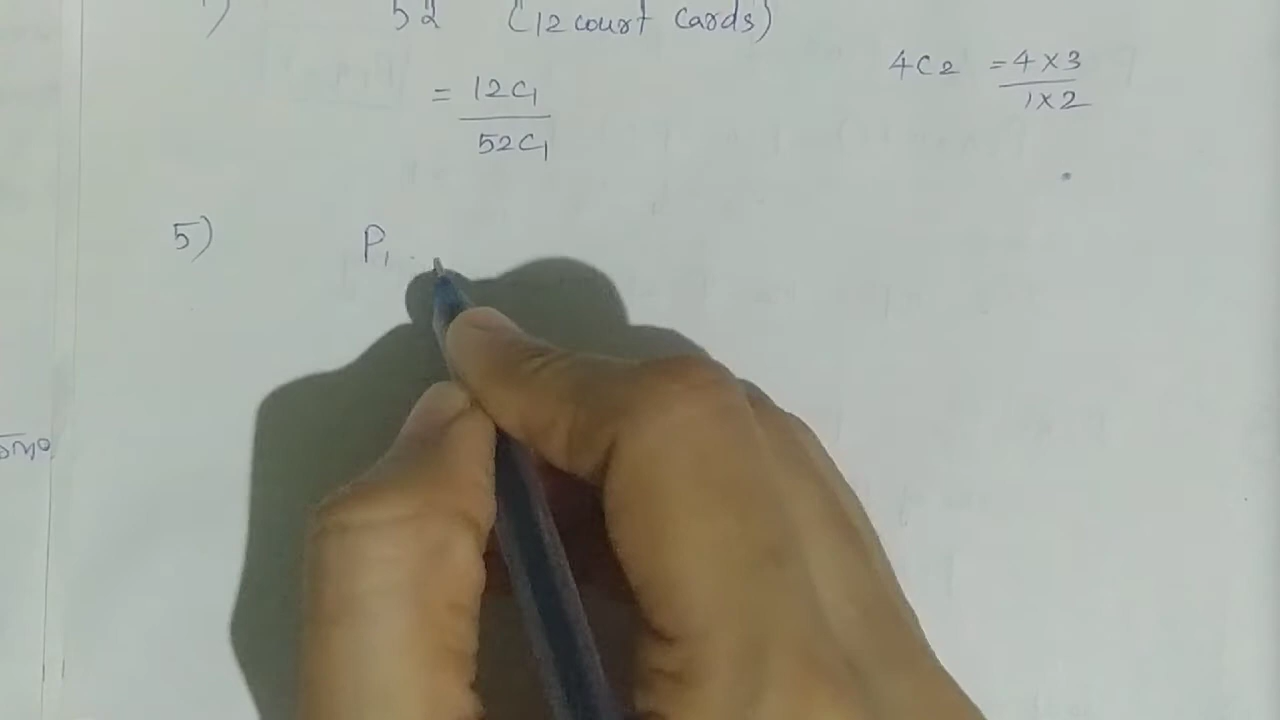 52 (12 court cards)
= 12C1
52C1
4C2 = 4 × 3
1 × 2
5) P1